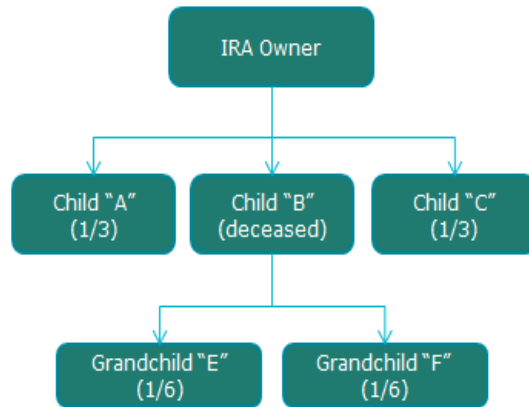 IRA Owner
Child "A"
(1/3)
Child "B"
(deceased)
Child "C"
(1/3)
Grandchild "E"
(1/6)
Grandchild "F"
(1/6)